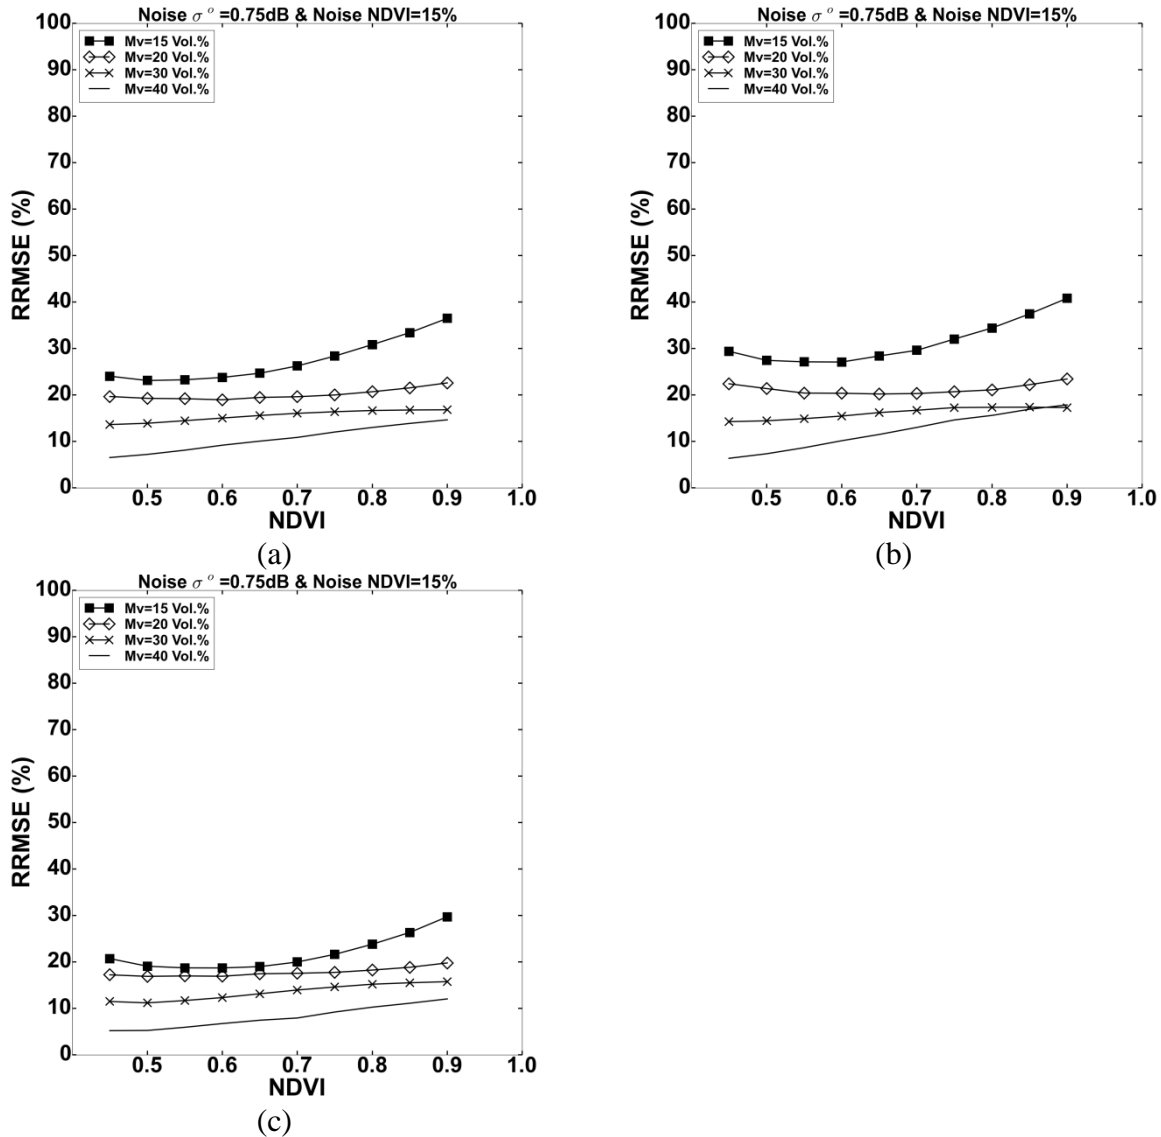 Noise σ° =0.75dB & Noise NDVI=15%
Mv=15 Vol.%
Mv=20 Vol.%
Mv=30 Vol.%
Mv=40 Vol.%
100
90
80
70
60
50
40
30
20
10
0
RRMSE (%)
0.5 0.6 0.7 0.8 0.9 1.0
NDVI
(a)
Noise σ° =0.75dB & Noise NDVI=15%
Mv=15 Vol.%
Mv=20 Vol.%
Mv=30 Vol.%
Mv=40 Vol.%
100
90
80
70
60
50
40
30
20
10
0
RRMSE (%)
0.5 0.6 0.7 0.8 0.9 1.0
NDVI
(b)
Noise σ° =0.75dB & Noise NDVI=15%
Mv=15 Vol.%
Mv=20 Vol.%
Mv=30 Vol.%
Mv=40 Vol.%
100
90
80
70
60
50
40
30
20
10
0
RRMSE (%)
0.5 0.6 0.7 0.8 0.9 1.0
NDVI
(c)